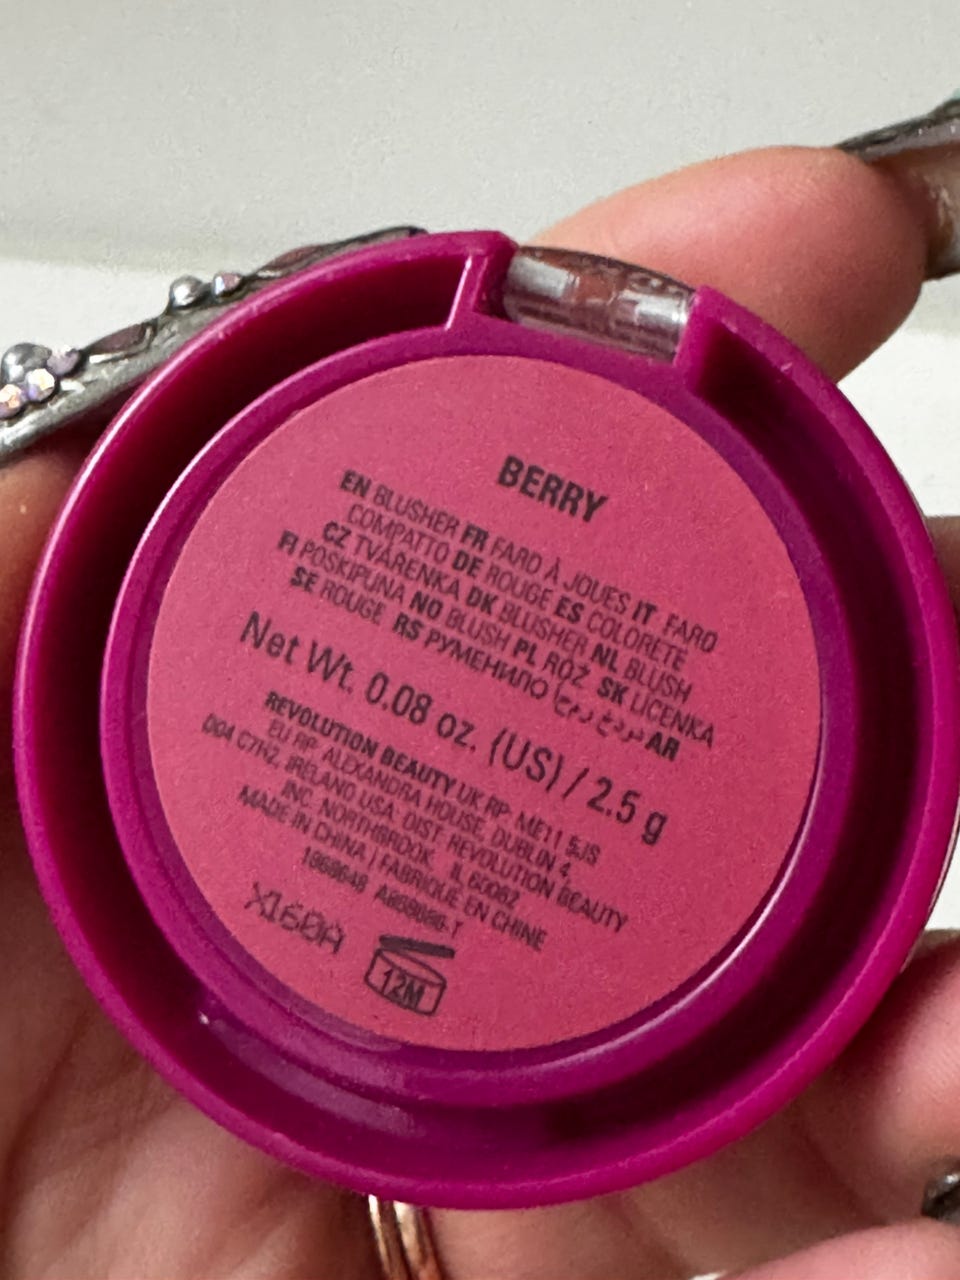 BERRY
EN BLUSHER FR FARD À JOUES IT FARD
COMPATTO DE ROUGE ES COLORETE
CZ TVÁRENKA DK BLUSHER NL BLUSH
FI POSKIPUNA NO BLUSH PL RÓŻ SK LÍCENKA
SE ROUGE RS РУМЕНИЛО AR
Net Wt. 0.08 oz. (US) / 2.5 g
REVOLUTION BEAUTY UK RP: ME11 5JS
EU RP: ALEXANDRA HOUSE, DUBLIN 4,
D04 C7H2, IRELAND USA: DIST. REVOLUTION BEAUTY
INC. NORTHBROOK, IL 60062
MADE IN CHINA | FABRIQUÉ EN CHINE
X160A
12M